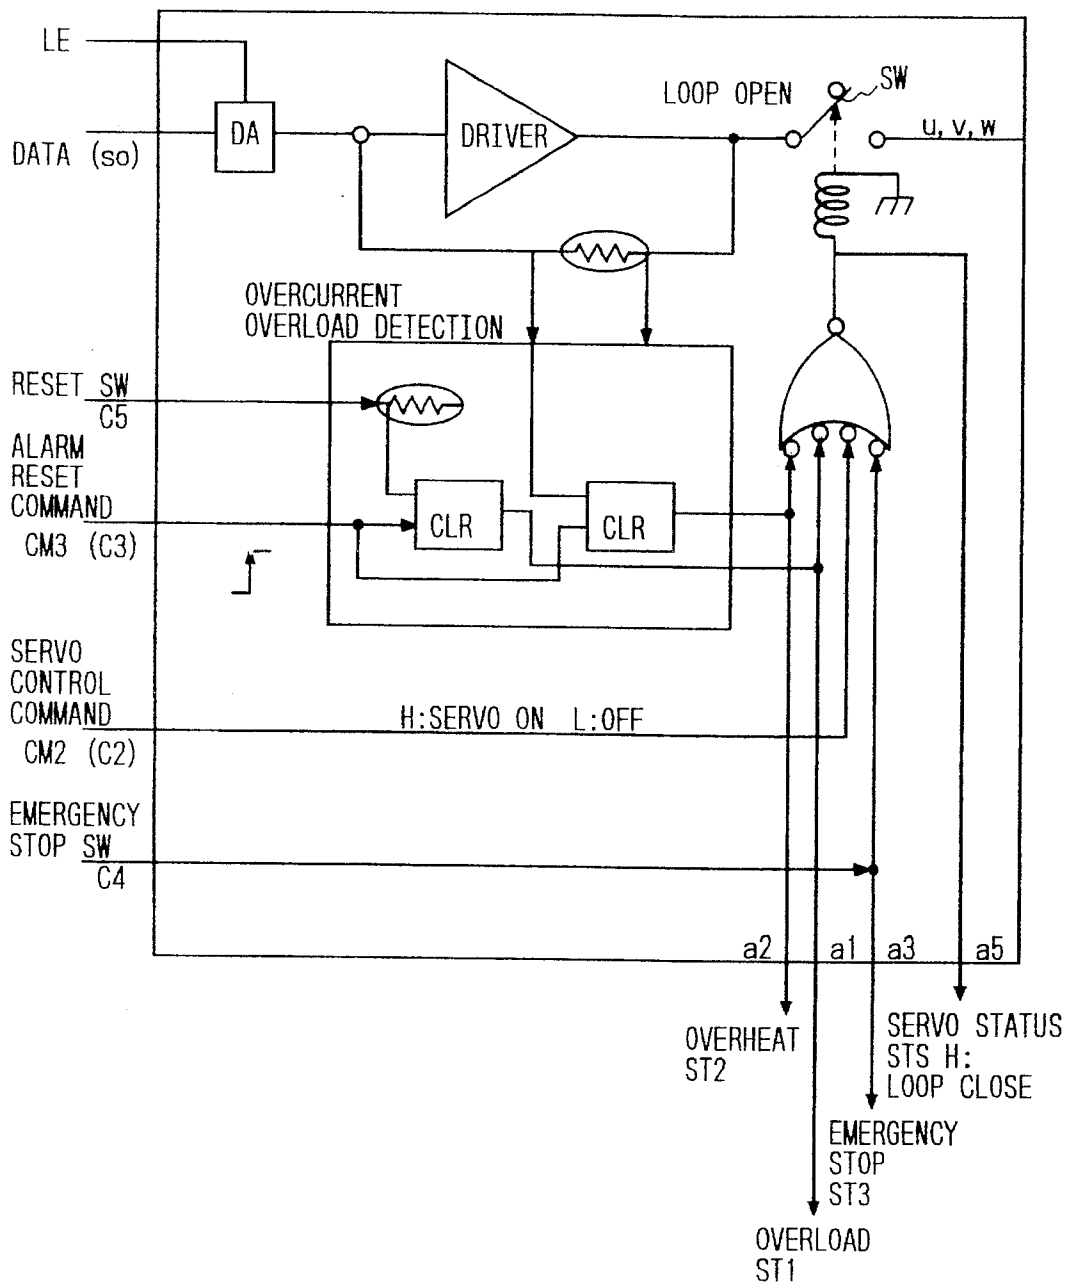 LE
DATA (so)
DA
DRIVER
LOOP OPEN
SW
u, v, w
OVERCURRENT
OVERLOAD DETECTION
RESET SW
C5
ALARM
RESET
COMMAND
CM3 (C3)
CLR
CLR
SERVO
CONTROL
COMMAND
CM2 (C2)
H:SERVO ON L:OFF
EMERGENCY
STOP SW
C4
a2
a1
a3
a5
OVERHEAT
ST2
SERVO STATUS
STS H:
LOOP CLOSE
EMERGENCY
STOP
ST3
OVERLOAD
ST1